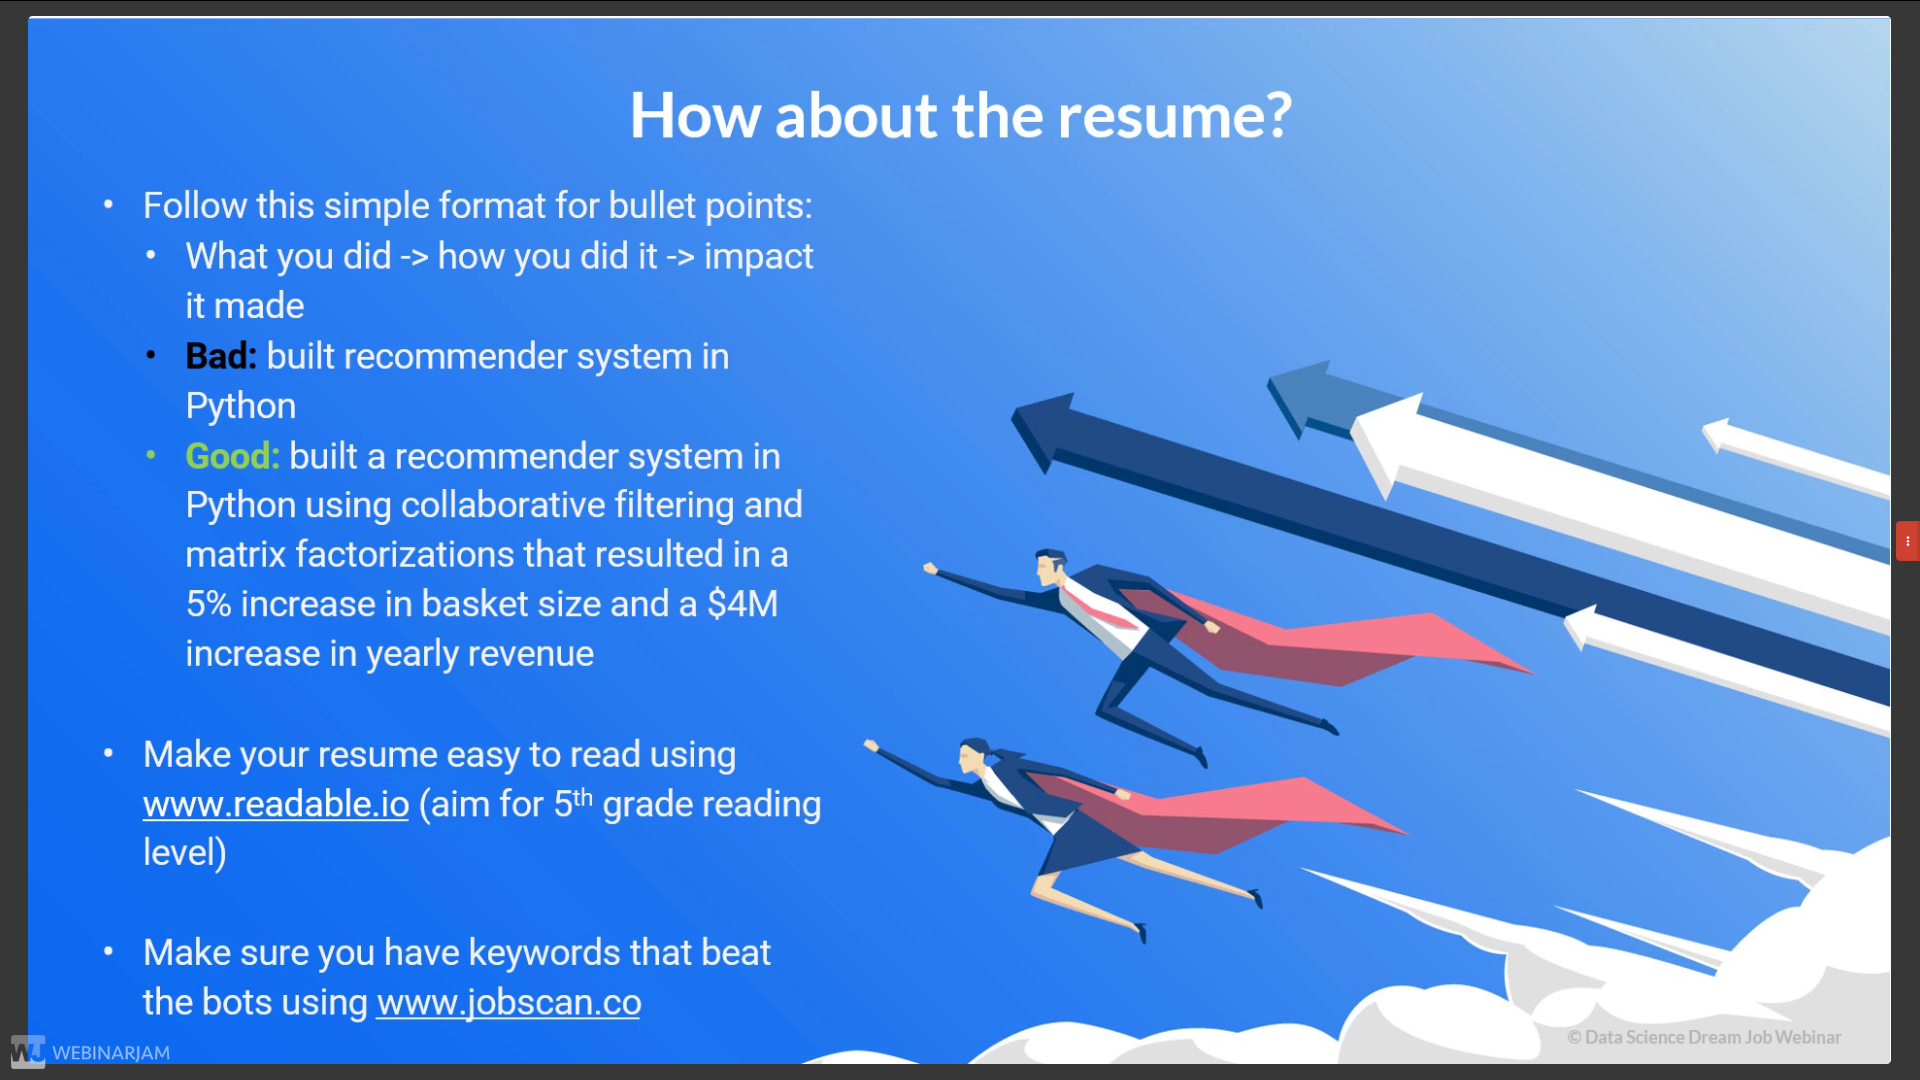 How about the resume?
• Follow this simple format for bullet points:
• What you did -> how you did it -> impact
it made
• Bad: built recommender system in
Python
• Good: built a recommender system in
Python using collaborative filtering and
matrix factorizations that resulted in a
5% increase in basket size and a $4M
increase in yearly revenue
• Make your resume easy to read using
www.readable.io (aim for 5th grade reading
level)
• Make sure you have keywords that beat
the bots using www.jobscan.co
© Data Science Dream Job Webinar
WJ WEBINARJAM